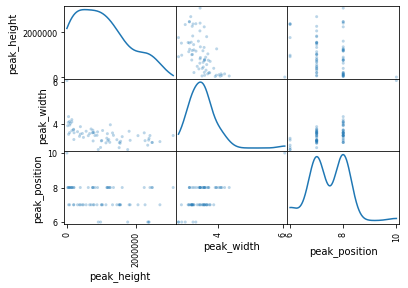 peak_height
2000000
0
peak_width
4
peak_position
10
8
6
0
2000000
4
6
6
8
10
peak_width
peak_position
peak_height